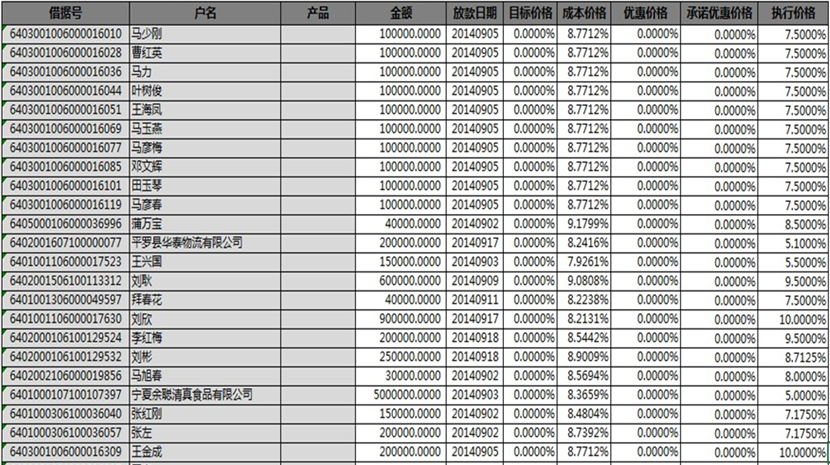 借据号 户名 产品 金额 放款日期 目标价格 成本价格 优惠价格 承诺优惠价格 执行价格
6403001006000016010 马少刚 100000.0000 20140905 0.0000% 8.7712% 0.0000% 0.0000% 7.5000%
6403001006000016028 曹红英 100000.0000 20140905 0.0000% 8.7712% 0.0000% 0.0000% 7.5000%
6403001006000016036 马力 100000.0000 20140905 0.0000% 8.7712% 0.0000% 0.0000% 7.5000%
6403001006000016044 叶树俊 100000.0000 20140905 0.0000% 8.7712% 0.0000% 0.0000% 7.5000%
6403001006000016051 王海凤 100000.0000 20140905 0.0000% 8.7712% 0.0000% 0.0000% 7.5000%
6403001006000016069 马玉燕 100000.0000 20140905 0.0000% 8.7712% 0.0000% 0.0000% 7.5000%
6403001006000016077 马彦梅 100000.0000 20140905 0.0000% 8.7712% 0.0000% 0.0000% 7.5000%
6403001006000016085 邓文辉 100000.0000 20140905 0.0000% 8.7712% 0.0000% 0.0000% 7.5000%
6403001006000016101 田玉琴 100000.0000 20140905 0.0000% 8.7712% 0.0000% 0.0000% 7.5000%
6403001006000016119 马彦春 100000.0000 20140905 0.0000% 8.7712% 0.0000% 0.0000% 7.5000%
6405000106000036996 蒲万宝 40000.0000 20140902 0.0000% 9.1799% 0.0000% 0.0000% 8.5000%
6402001607100000077 平罗县华泰物流有限公司 200000.0000 20140917 0.0000% 8.2416% 0.0000% 0.0000% 5.1000%
6401001106000017523 王兴国 150000.0000 20140903 0.0000% 7.9261% 0.0000% 0.0000% 5.5000%
6402001506100113312 刘耿 600000.0000 20140909 0.0000% 9.0808% 0.0000% 0.0000% 9.5000%
6401001306000049597 拜春花 40000.0000 20140911 0.0000% 8.2238% 0.0000% 0.0000% 7.5000%
6401001106000017630 刘欣 900000.0000 20140917 0.0000% 8.2131% 0.0000% 0.0000% 10.0000%
6402000106100129524 李红梅 200000.0000 20140918 0.0000% 8.5442% 0.0000% 0.0000% 9.5000%
6402000106100129532 刘彬 250000.0000 20140918 0.0000% 8.9009% 0.0000% 0.0000% 8.7125%
6402002106000019856 马旭春 30000.0000 20140902 0.0000% 8.5694% 0.0000% 0.0000% 8.0000%
6401000107100107397 宁夏余聪清真食品有限公司 5000000.0000 20140903 0.0000% 8.3659% 0.0000% 0.0000% 5.0000%
6401000306100036040 张红刚 150000.0000 20140902 0.0000% 8.4804% 0.0000% 0.0000% 7.1750%
6401000306100036057 张左 200000.0000 20140902 0.0000% 8.7392% 0.0000% 0.0000% 7.1750%
6403001006000016309 王金成 200000.0000 20140905 0.0000% 8.7712% 0.0000% 0.0000% 10.0000%